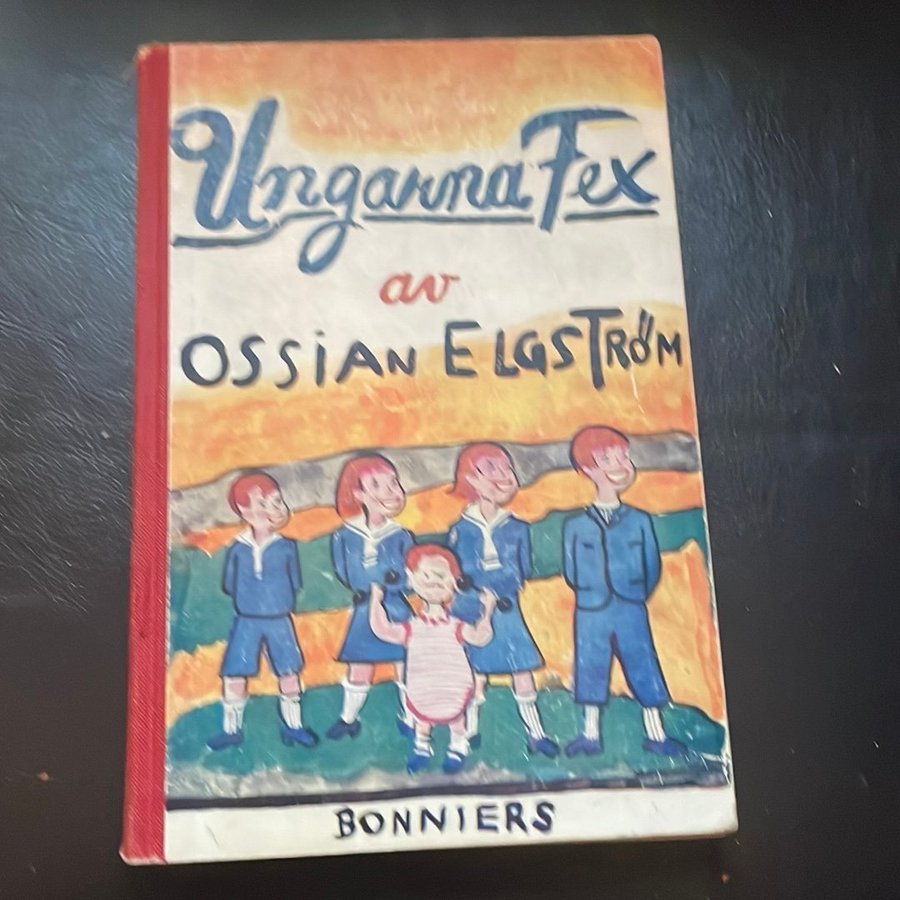 Ungarna Fex
av
OSSIAN ELGSTRÖM
BONNIERS